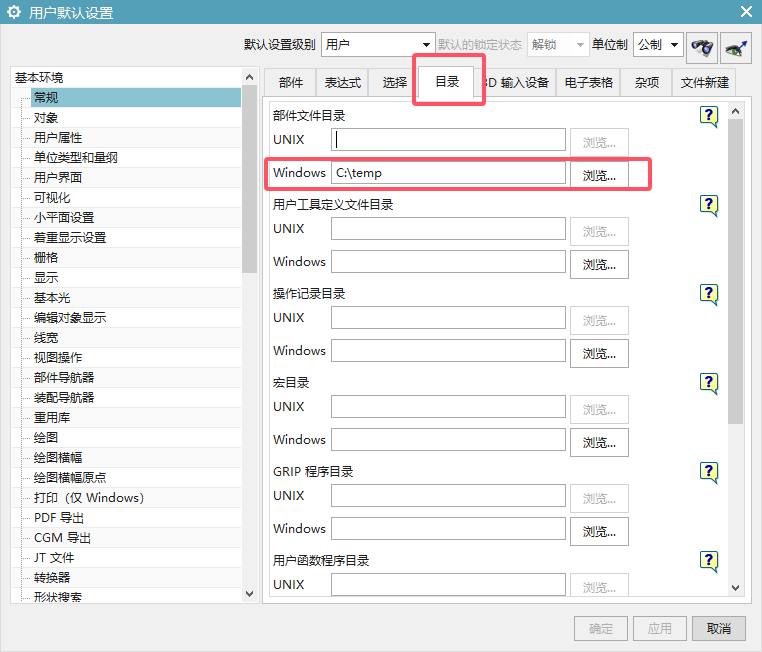 用户默认设置
默认设置级别 用户 默认的锁定状态 解锁 单位制 公制
基本环境
常规
对象
用户属性
单位类型和量纲
用户界面
可视化
小平面设置
着重显示设置
栅格
显示
基本光
编辑对象显示
线宽
视图操作
部件导航器
装配导航器
重用库
绘图
绘图横幅
绘图横幅原点
打印（仅 Windows）
PDF 导出
CGM 导出
JT 文件
转换器
形状搜索
部件 表达式 选择 目录 3D 输入设备 电子表格 杂项 文件新建
部件文件目录 ?
UNIX 浏览...
Windows C:\temp 浏览...
用户工具定义文件目录 ?
UNIX 浏览...
Windows 浏览...
操作记录目录 ?
UNIX 浏览...
Windows 浏览...
宏目录 ?
UNIX 浏览...
Windows 浏览...
GRIP 程序目录 ?
UNIX 浏览...
Windows 浏览...
用户函数程序目录 ?
UNIX 浏览...
确定 应用 取消